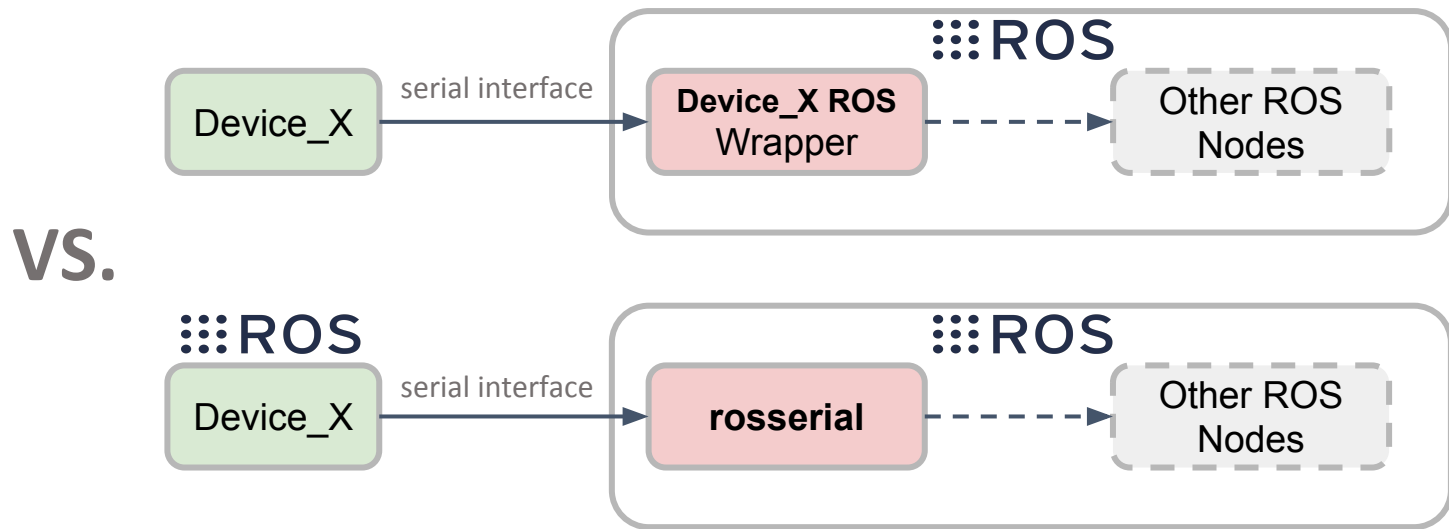 ROS
serial interface
Device_X
Device_X ROS
Wrapper
Other ROS
Nodes
VS.
ROS
ROS
serial interface
Device_X
rosserial
Other ROS
Nodes